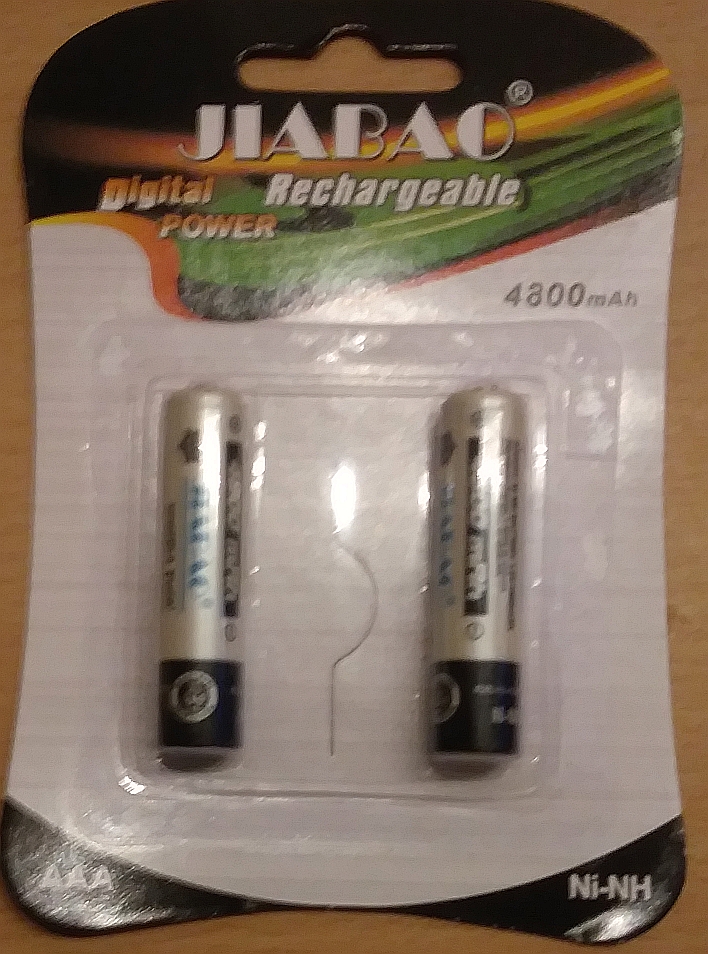 JIABAO®
Digital Rechargeable
POWER
4800mAh
AAA
Ni-NH